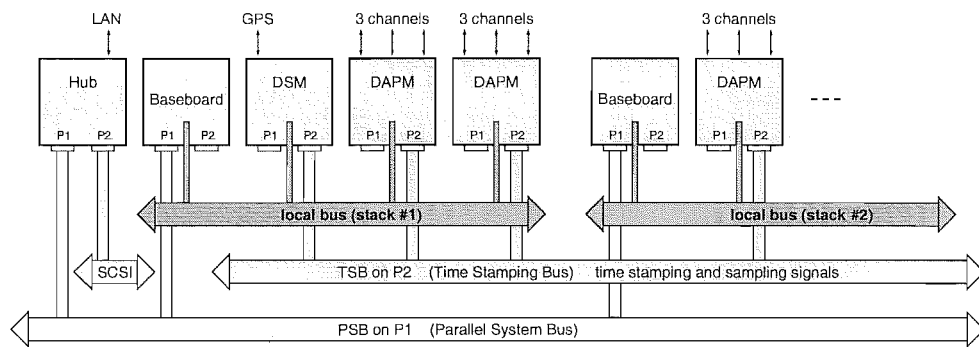 LAN GPS 3 channels 3 channels 3 channels
Hub Baseboard DSM DAPM DAPM Baseboard DAPM
P1 P2 P1 P2 P1 P2 P1 P2 P1 P2 P1 P2 P1 P2
local bus (stack #1) local bus (stack #2)
SCSI TSB on P2 (Time Stamping Bus) time stamping and sampling signals
PSB on P1 (Parallel System Bus)